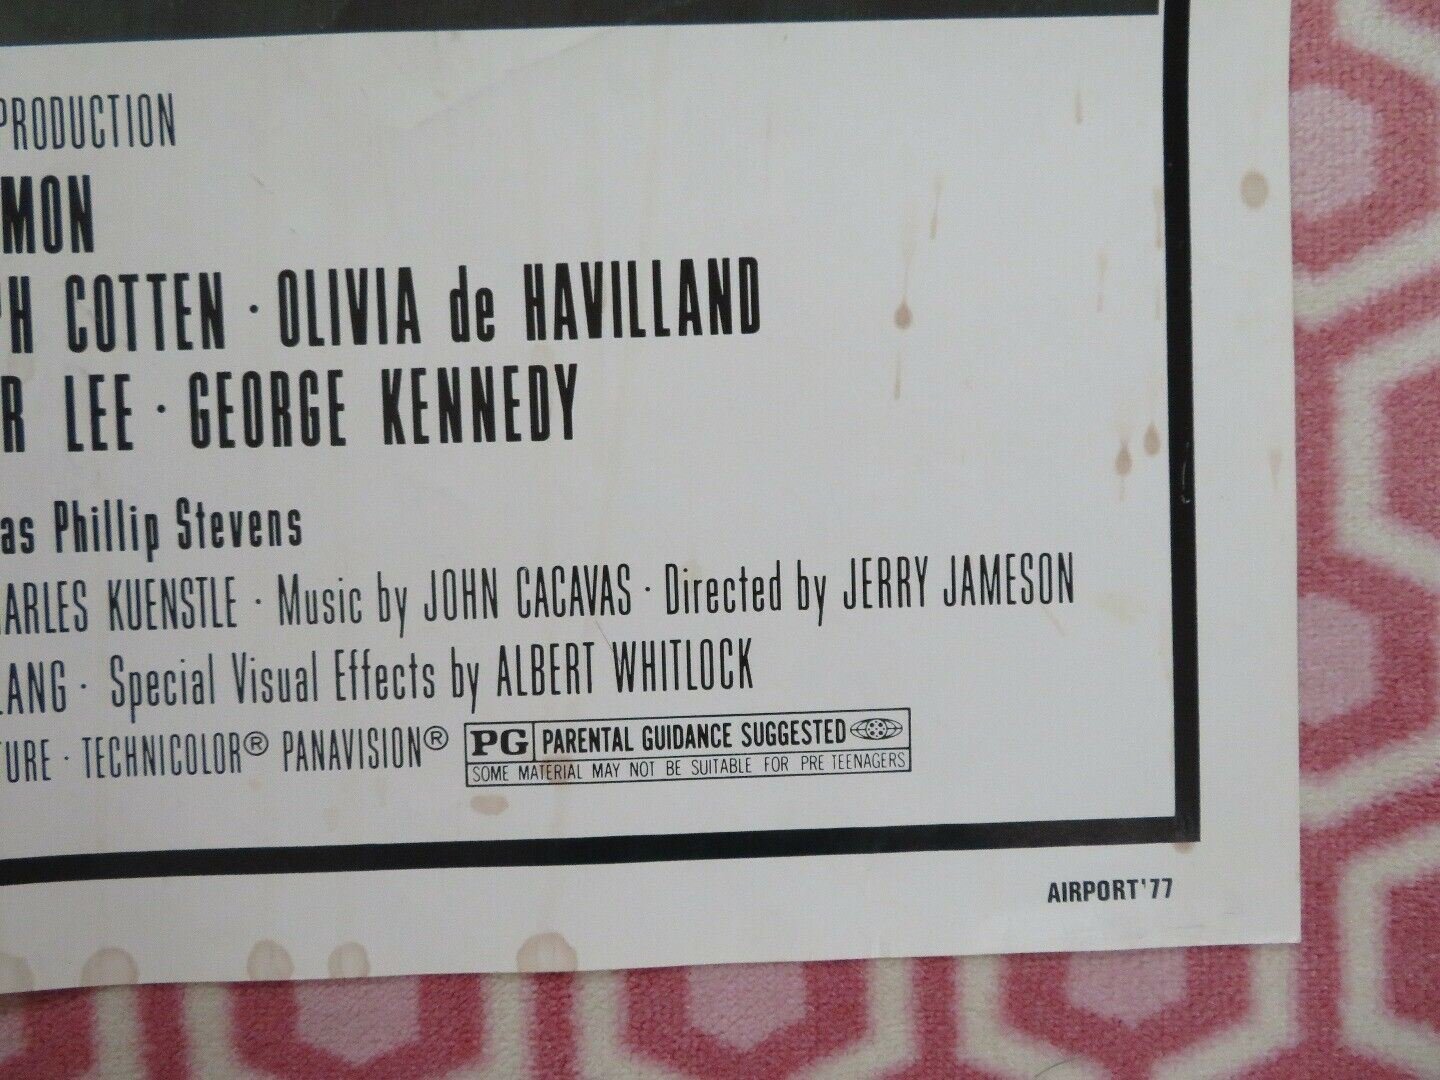 PRODUCTION
MON
PH COTTEN · OLIVIA de HAVILLAND
R LEE · GEORGE KENNEDY
as Phillip Stevens
ARLES KUENSTLE · Music by JOHN CACAVAS · Directed by JERRY JAMESON
LANG · Special Visual Effects by ALBERT WHITLOCK
TURE · TECHNICOLOR® PANAVISION® PG PARENTAL GUIDANCE SUGGESTED
SOME MATERIAL MAY NOT BE SUITABLE FOR PRE TEENAGERS
AIRPORT'77